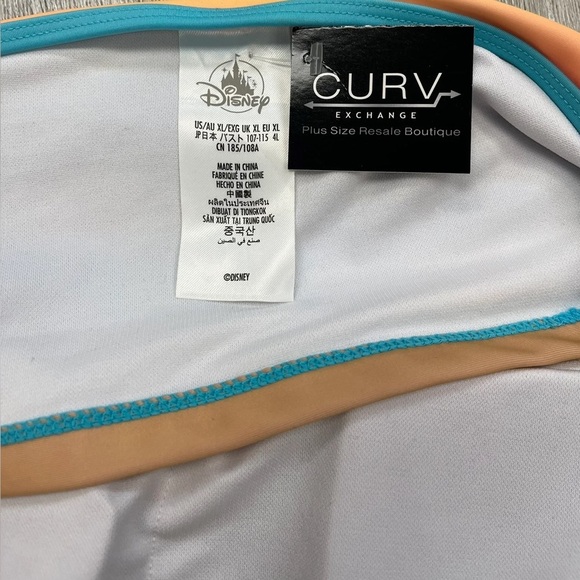 Disney
US/AU XL/EXG UK XL EU XL
JP日本 バスト 107-115 4L
CN 185/108A
MADE IN CHINA
FABRIQUÉ EN CHINE
HECHO EN CHINA
中國製
ผลิตในประเทศจีน
DIBUAT DI TIONGKOK
SẢN XUẤT TẠI TRUNG QUỐC
중국산
صنع في الصين
©DISNEY
CURV
EXCHANGE
Plus Size Resale Boutique